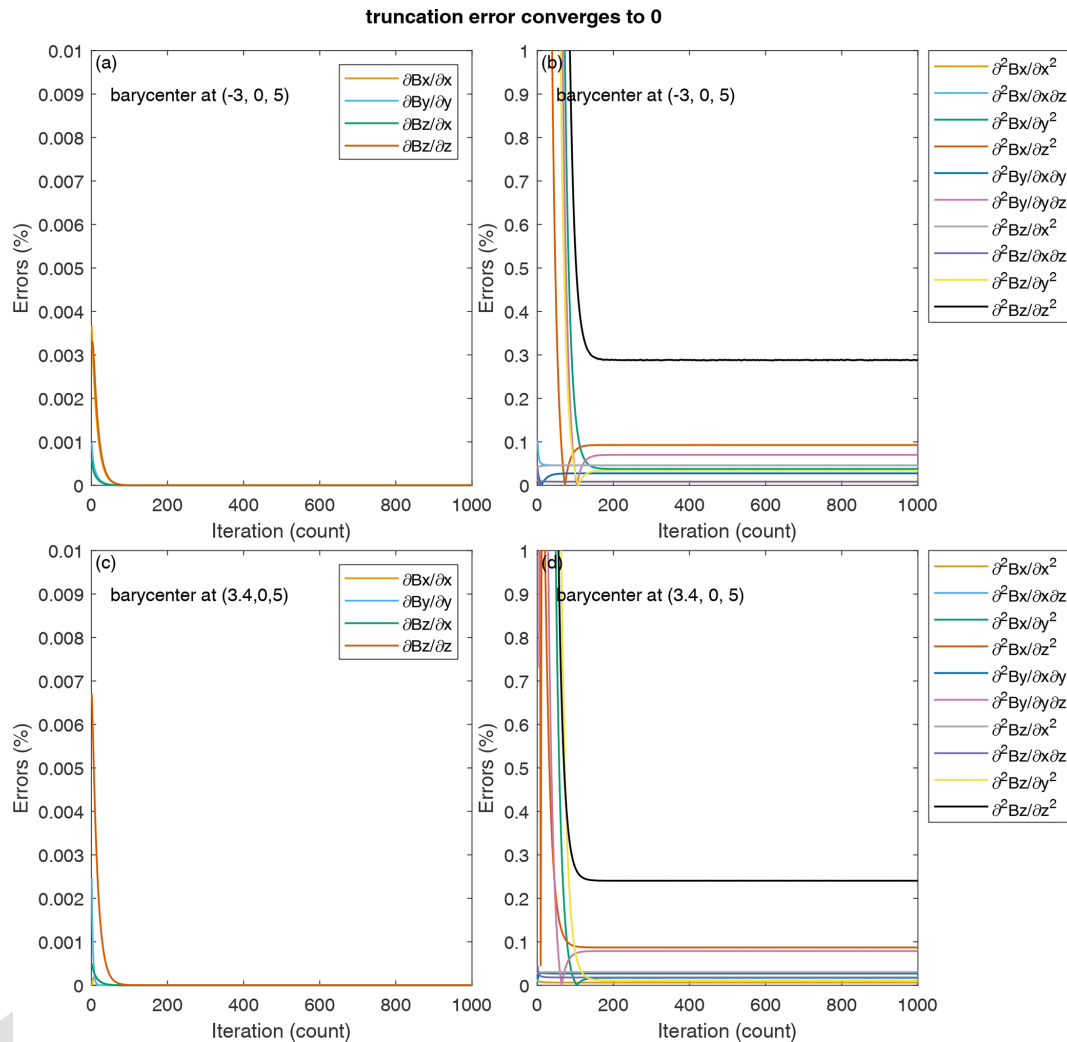 truncation error converges to 0
(a)
barycenter at (-3, 0, 5)
∂Bx/∂x
∂By/∂y
∂Bz/∂x
∂Bz/∂z
0.01
0.009
0.008
0.007
0.006
0.005
0.004
0.003
0.002
0.001
0
Errors (%)
0 200 400 600 800 1000
Iteration (count)
(b)
barycenter at (-3, 0, 5)
1
0.9
0.8
0.7
0.6
0.5
0.4
0.3
0.2
0.1
0
Errors (%)
0 200 400 600 800 1000
Iteration (count)
∂²Bx/∂x²
∂²Bx/∂x∂z
∂²Bx/∂y²
∂²Bx/∂z²
∂²By/∂x∂y
∂²By/∂y∂z
∂²Bz/∂x²
∂²Bz/∂x∂z
∂²Bz/∂y²
∂²Bz/∂z²
(c)
barycenter at (3.4,0,5)
∂Bx/∂x
∂By/∂y
∂Bz/∂x
∂Bz/∂z
0.01
0.009
0.008
0.007
0.006
0.005
0.004
0.003
0.002
0.001
0
Errors (%)
0 200 400 600 800 1000
Iteration (count)
(d)
barycenter at (3.4, 0, 5)
1
0.9
0.8
0.7
0.6
0.5
0.4
0.3
0.2
0.1
0
Errors (%)
0 200 400 600 800 1000
Iteration (count)
∂²Bx/∂x²
∂²Bx/∂x∂z
∂²Bx/∂y²
∂²Bx/∂z²
∂²By/∂x∂y
∂²By/∂y∂z
∂²Bz/∂x²
∂²Bz/∂x∂z
∂²Bz/∂y²
∂²Bz/∂z²